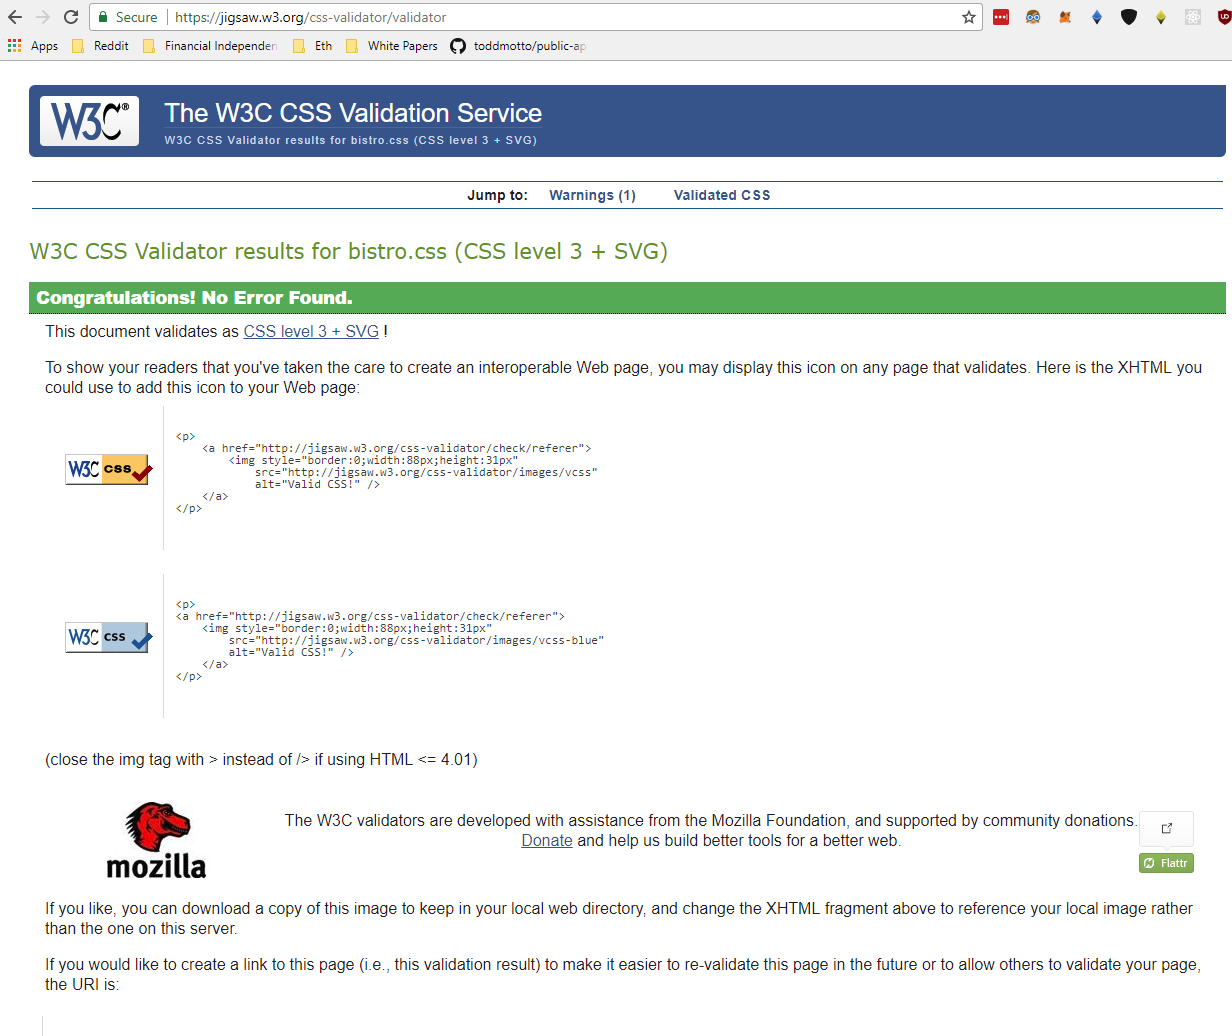 Secure https://jigsaw.w3.org/css-validator/validator
Apps Reddit Financial Independen Eth White Papers toddmotto/public-ap
W3C® The W3C CSS Validation Service
W3C CSS Validator results for bistro.css (CSS level 3 + SVG)
Jump to: Warnings (1) Validated CSS
W3C CSS Validator results for bistro.css (CSS level 3 + SVG)
Congratulations! No Error Found.
This document validates as CSS level 3 + SVG !
To show your readers that you've taken the care to create an interoperable Web page, you may display this icon on any page that validates. Here is the XHTML you
could use to add this icon to your Web page:
W3C css
<p>
<a href="http://jigsaw.w3.org/css-validator/check/referer">
<img style="border:0;width:88px;height:31px"
src="http://jigsaw.w3.org/css-validator/images/vcss"
alt="Valid CSS!" />
</a>
</p>
W3C css
<p>
<a href="http://jigsaw.w3.org/css-validator/check/referer">
<img style="border:0;width:88px;height:31px"
src="http://jigsaw.w3.org/css-validator/images/vcss-blue"
alt="Valid CSS!" />
</a>
</p>
(close the img tag with > instead of /> if using HTML <= 4.01)
mozilla
The W3C validators are developed with assistance from the Mozilla Foundation, and supported by community donations.
Donate and help us build better tools for a better web.
Flattr
If you like, you can download a copy of this image to keep in your local web directory, and change the XHTML fragment above to reference your local image rather
than the one on this server.
If you would like to create a link to this page (i.e., this validation result) to make it easier to re-validate this page in the future or to allow others to validate your page,
the URI is: